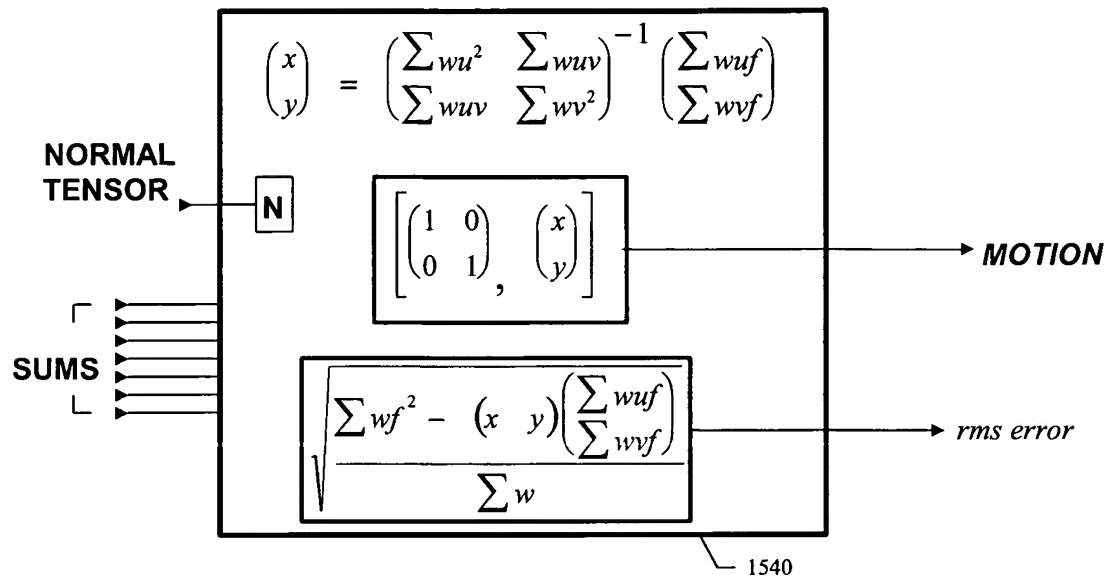 (x y) = (∑wu² ∑wuv ∑wuv ∑wv²)⁻¹ (∑wuf ∑wvf)
NORMAL
TENSOR
N
[(1 0 0 1), (x y)]
MOTION
SUMS
√((∑wf² − (x y)(∑wuf ∑wvf)) / ∑w)
rms error
1540